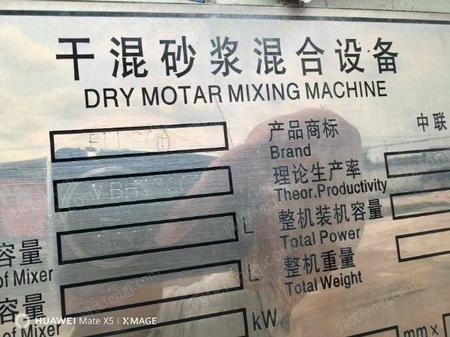 干混砂浆混合设备
DRY MOTAR MIXING MACHINE
产品商标 中联
Brand
理论生产率
Theor.Productivity
L 整机装机容量
容量 Total Power
of Mixer
L 整机重量
容量 Total Weight
kW
mm×
HUAWEI Mate X5 | XMAGE